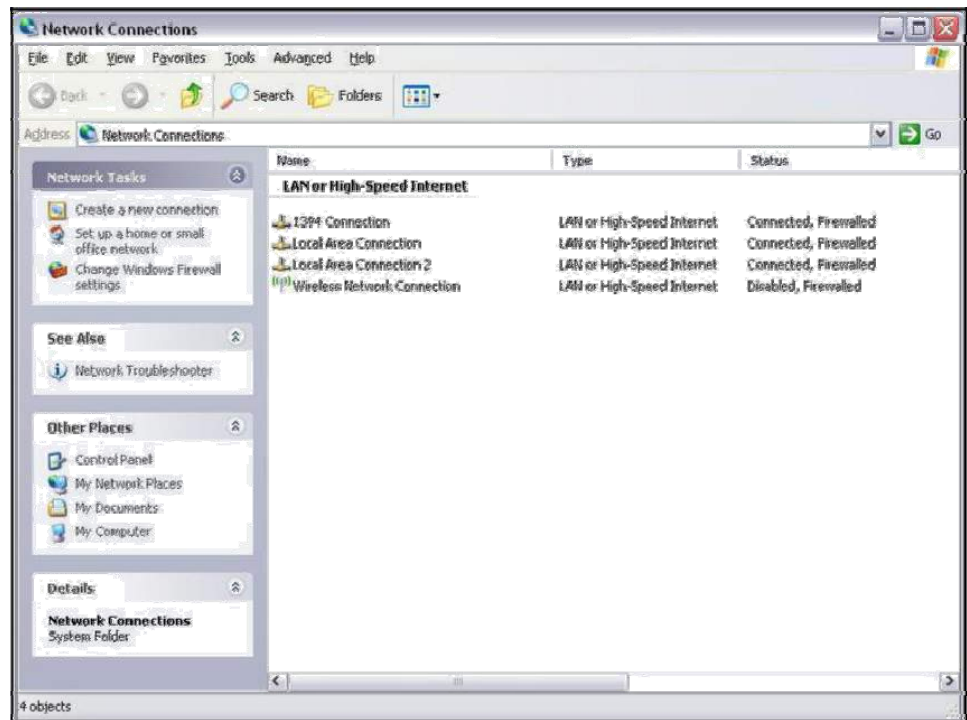 Network Connections
File Edit View Favorites Tools Advanced Help
Back Search Folders
Address Network Connections Go
Name Type Status
LAN or High-Speed Internet
1394 Connection LAN or High-Speed Internet Connected, Firewalled
Local Area Connection LAN or High-Speed Internet Connected, Firewalled
Local Area Connection 2 LAN or High-Speed Internet Connected, Firewalled
Wireless Network Connection LAN or High-Speed Internet Disabled, Firewalled
Network Tasks
Create a new connection
Set up a home or small
office network
Change Windows Firewall
settings
See Also
Network Troubleshooter
Other Places
Control Panel
My Network Places
My Documents
My Computer
Details
Network Connections
System Folder
4 objects